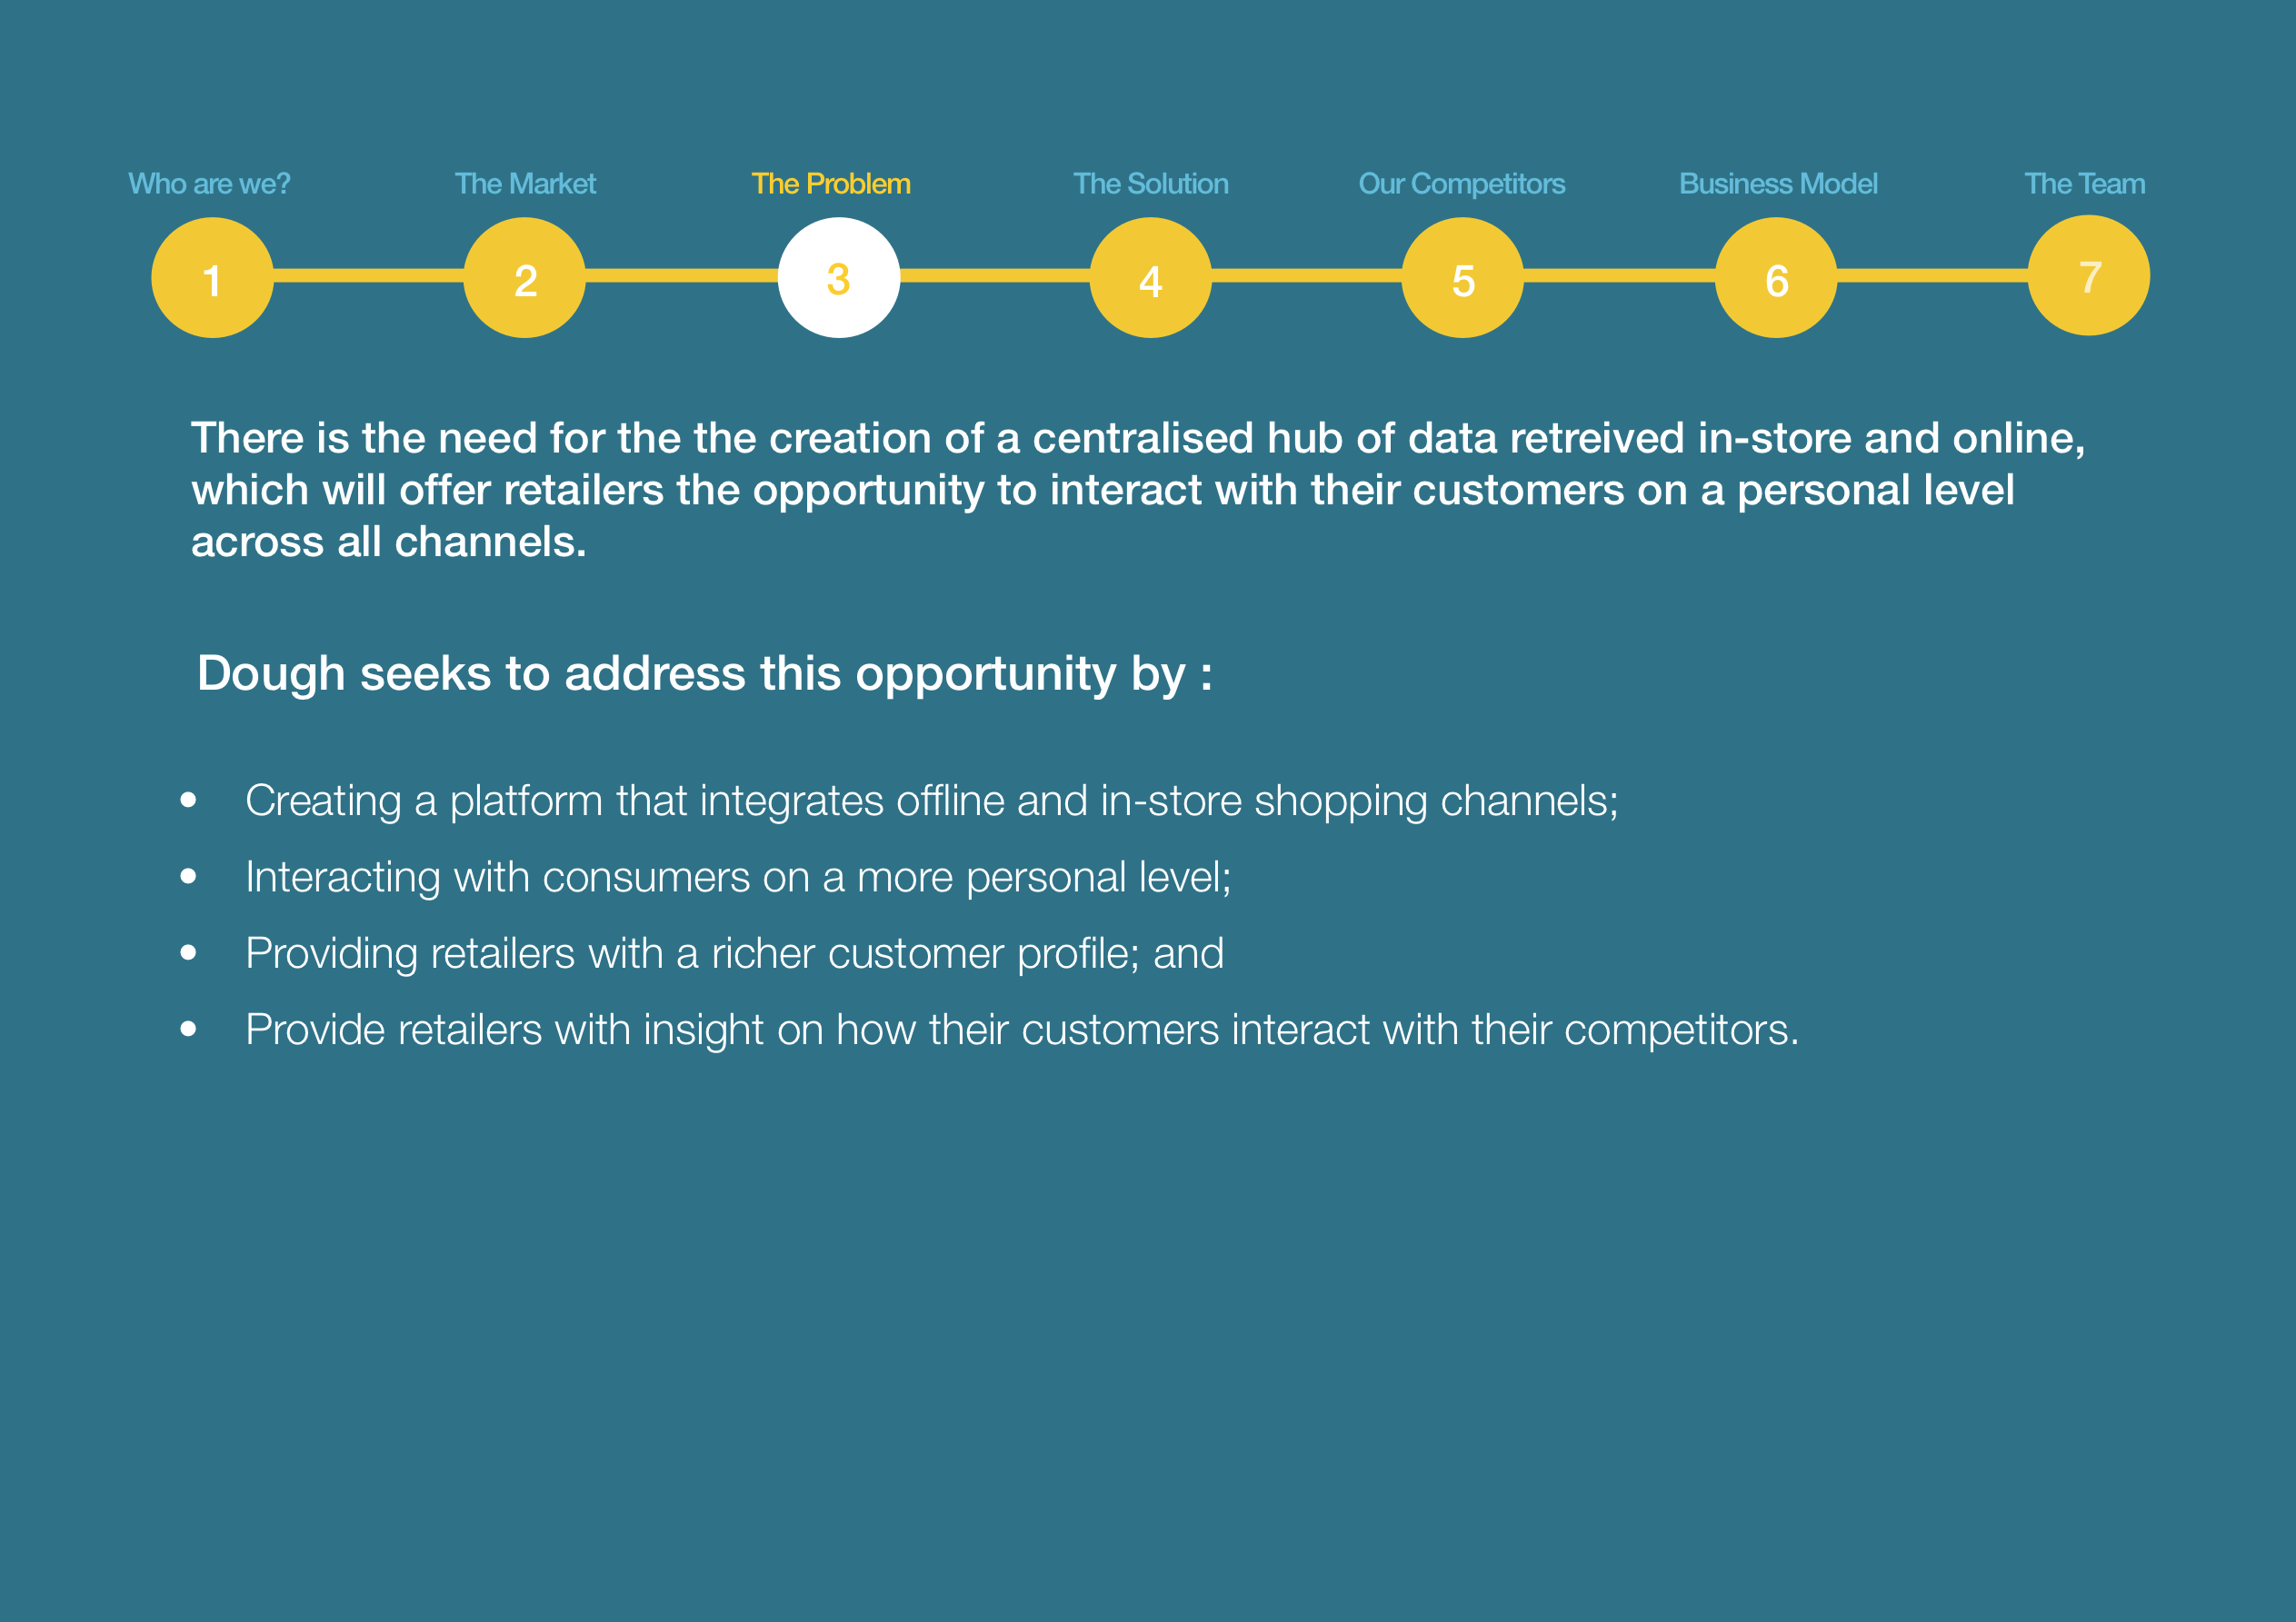 Who are we?
The Market
The Problem
The Solution
Our Competitors
Business Model
The Team
1
2
3
4
5
6
7
There is the need for the the creation of a centralised hub of data retreived in-store and online,
which will offer retailers the opportunity to interact with their customers on a personal level
across all channels.
Dough seeks to address this opportunity by :
• Creating a platform that integrates offline and in-store shopping channels;
• Interacting with consumers on a more personal level;
• Providing retailers with a richer customer profile; and
• Provide retailers with insight on how their customers interact with their competitors.